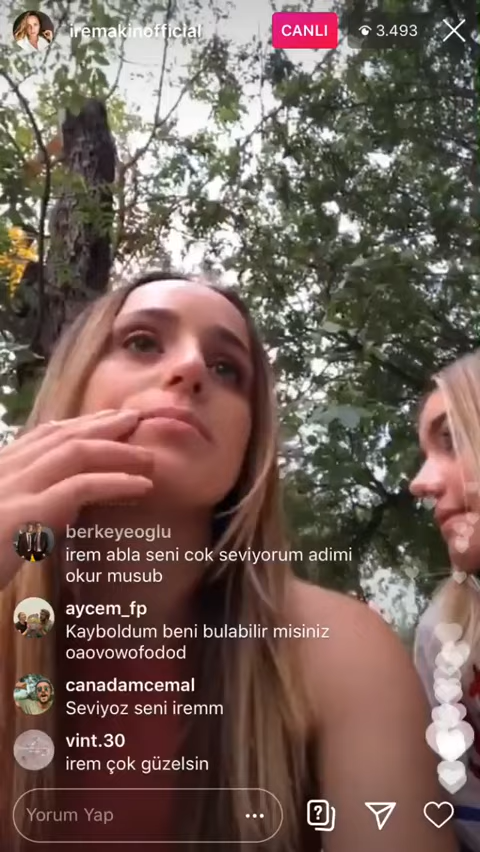 iremakinofficial
CANLI
3.493
berkeyeoglu
irem abla seni cok seviyorum adimi
okur musub
aycem_fp
Kayboldum beni bulabilir misiniz
oaovowofodod
canadamcemal
Seviyoz seni iremm
vint.30
irem çok güzelsin
Yorum Yap